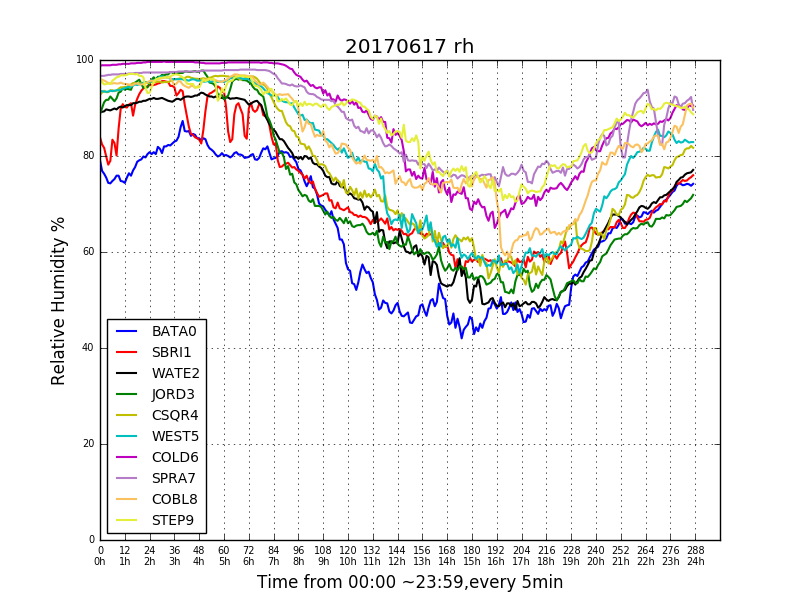 20170617 rh
Relative Humidity %
100
80
60
40
20
0
BATA0
SBRI1
WATE2
JORD3
CSQR4
WEST5
COLD6
SPRA7
COBL8
STEP9
0 12 24 36 48 60 72 84 96 108 120 132 144 156 168 180 192 204 216 228 240 252 264 276 288
0h 1h 2h 3h 4h 5h 6h 7h 8h 9h 10h 11h 12h 13h 14h 15h 16h 17h 18h 19h 20h 21h 22h 23h 24h
Time from 00:00 ~23:59,every 5min